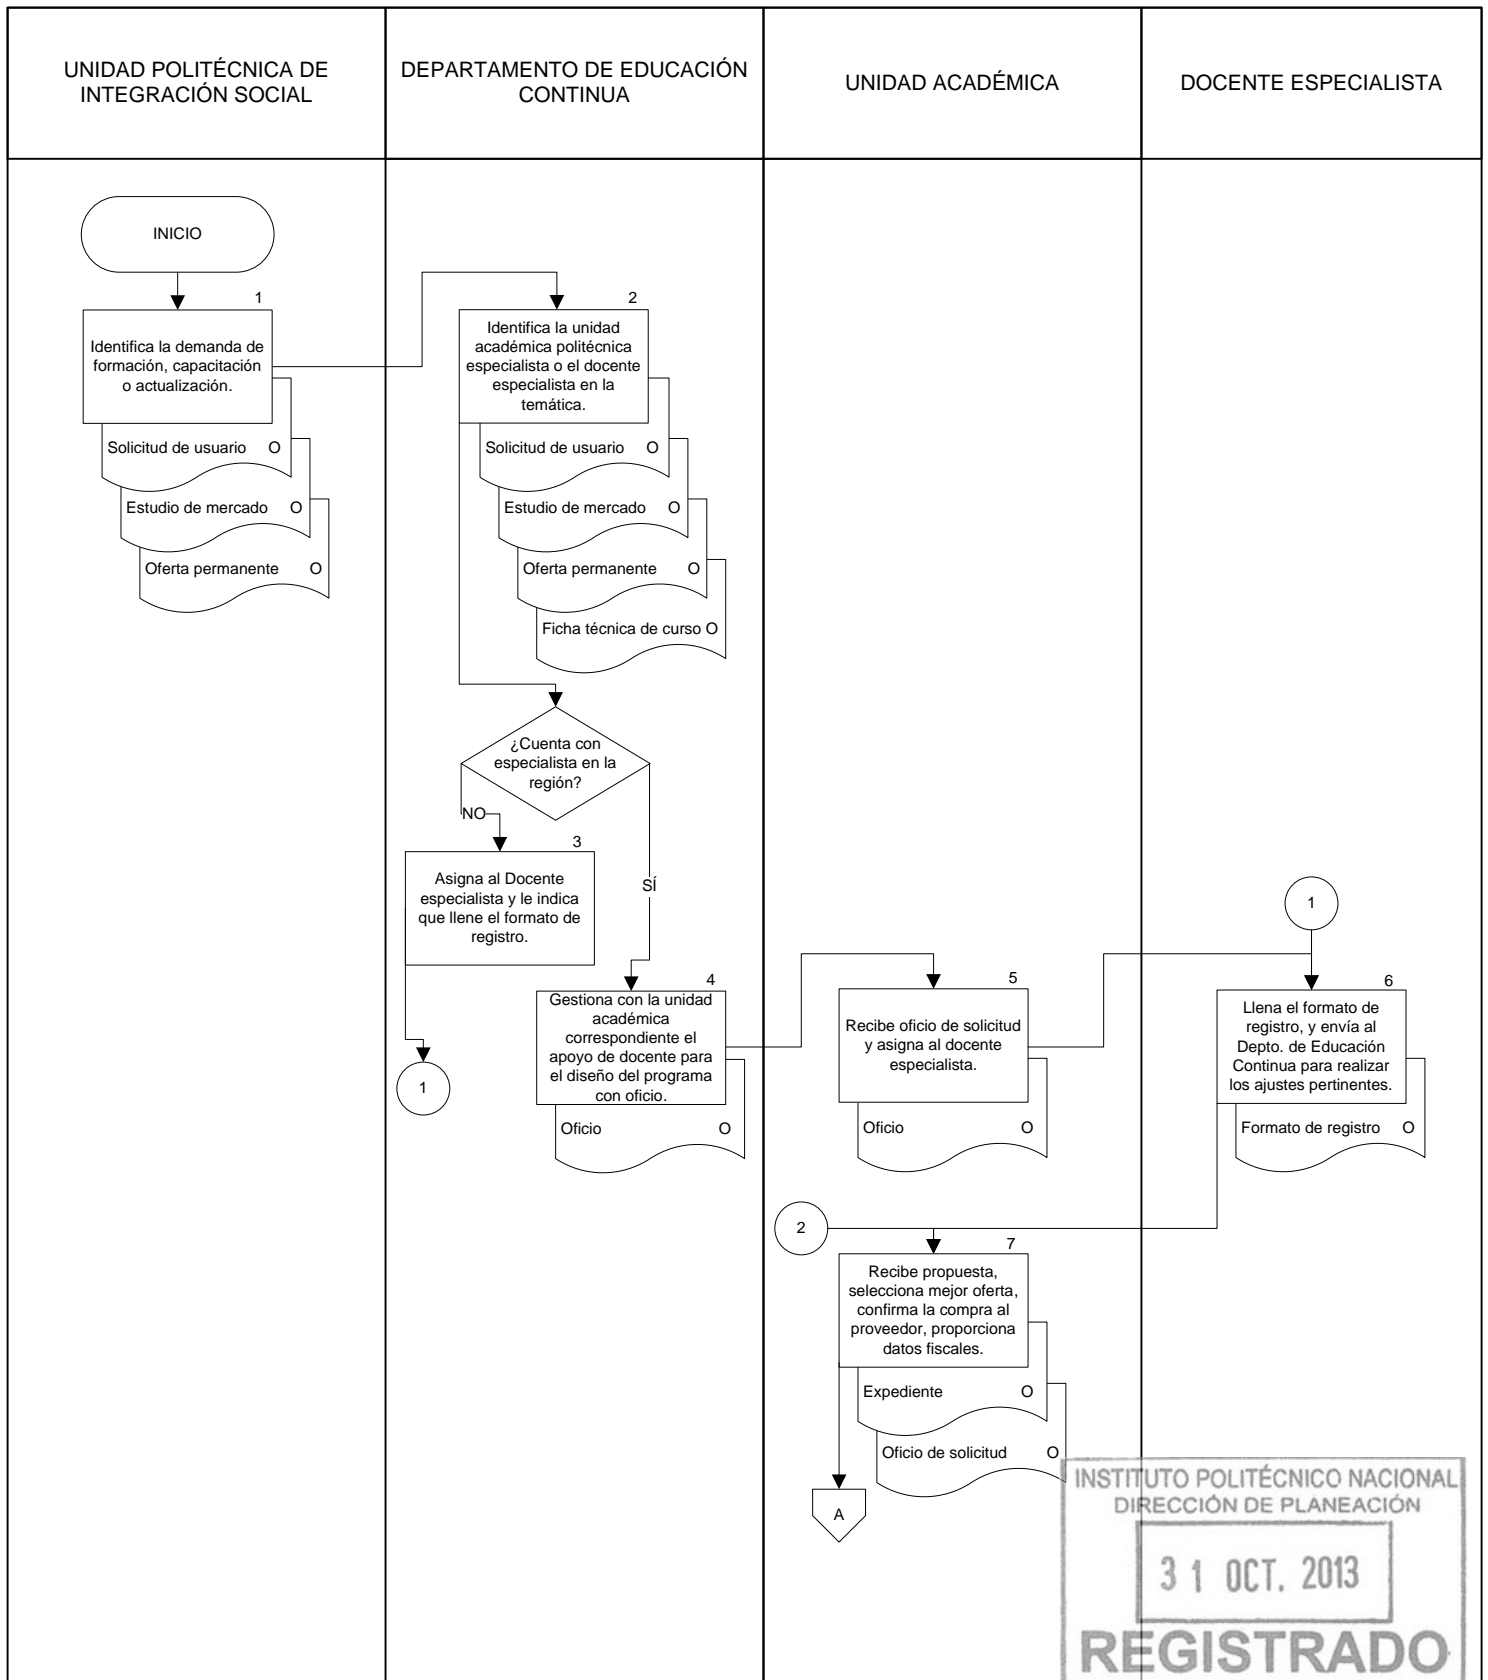 UNIDAD POLITÉCNICA DE
INTEGRACIÓN SOCIAL
DEPARTAMENTO DE EDUCACIÓN
CONTINUA
UNIDAD ACADÉMICA
DOCENTE ESPECIALISTA
INICIO
1
Identifica la demanda de
formación, capacitación
o actualización.
Solicitud de usuario O
Estudio de mercado O
Oferta permanente O
2
Identifica la unidad
académica politécnica
especialista o el docente
especialista en la
temática.
Solicitud de usuario O
Estudio de mercado O
Oferta permanente O
Ficha técnica de curso O
¿Cuenta con
especialista en la
región?
NO
SÍ
3
Asigna al Docente
especialista y le indica
que llene el formato de
registro.
1
4
Gestiona con la unidad
académica
correspondiente el
apoyo de docente para
el diseño del programa
con oficio.
Oficio O
5
Recibe oficio de solicitud
y asigna al docente
especialista.
Oficio O
1
6
Llena el formato de
registro, y envía al
Depto. de Educación
Continua para realizar
los ajustes pertinentes.
Formato de registro O
2
7
Recibe propuesta,
selecciona mejor oferta,
confirma la compra al
proveedor, proporciona
datos fiscales.
Expediente O
Oficio de solicitud O
A
INSTITUTO POLITÉCNICO NACIONAL
DIRECCIÓN DE PLANEACIÓN
31 OCT. 2013
REGISTRADO